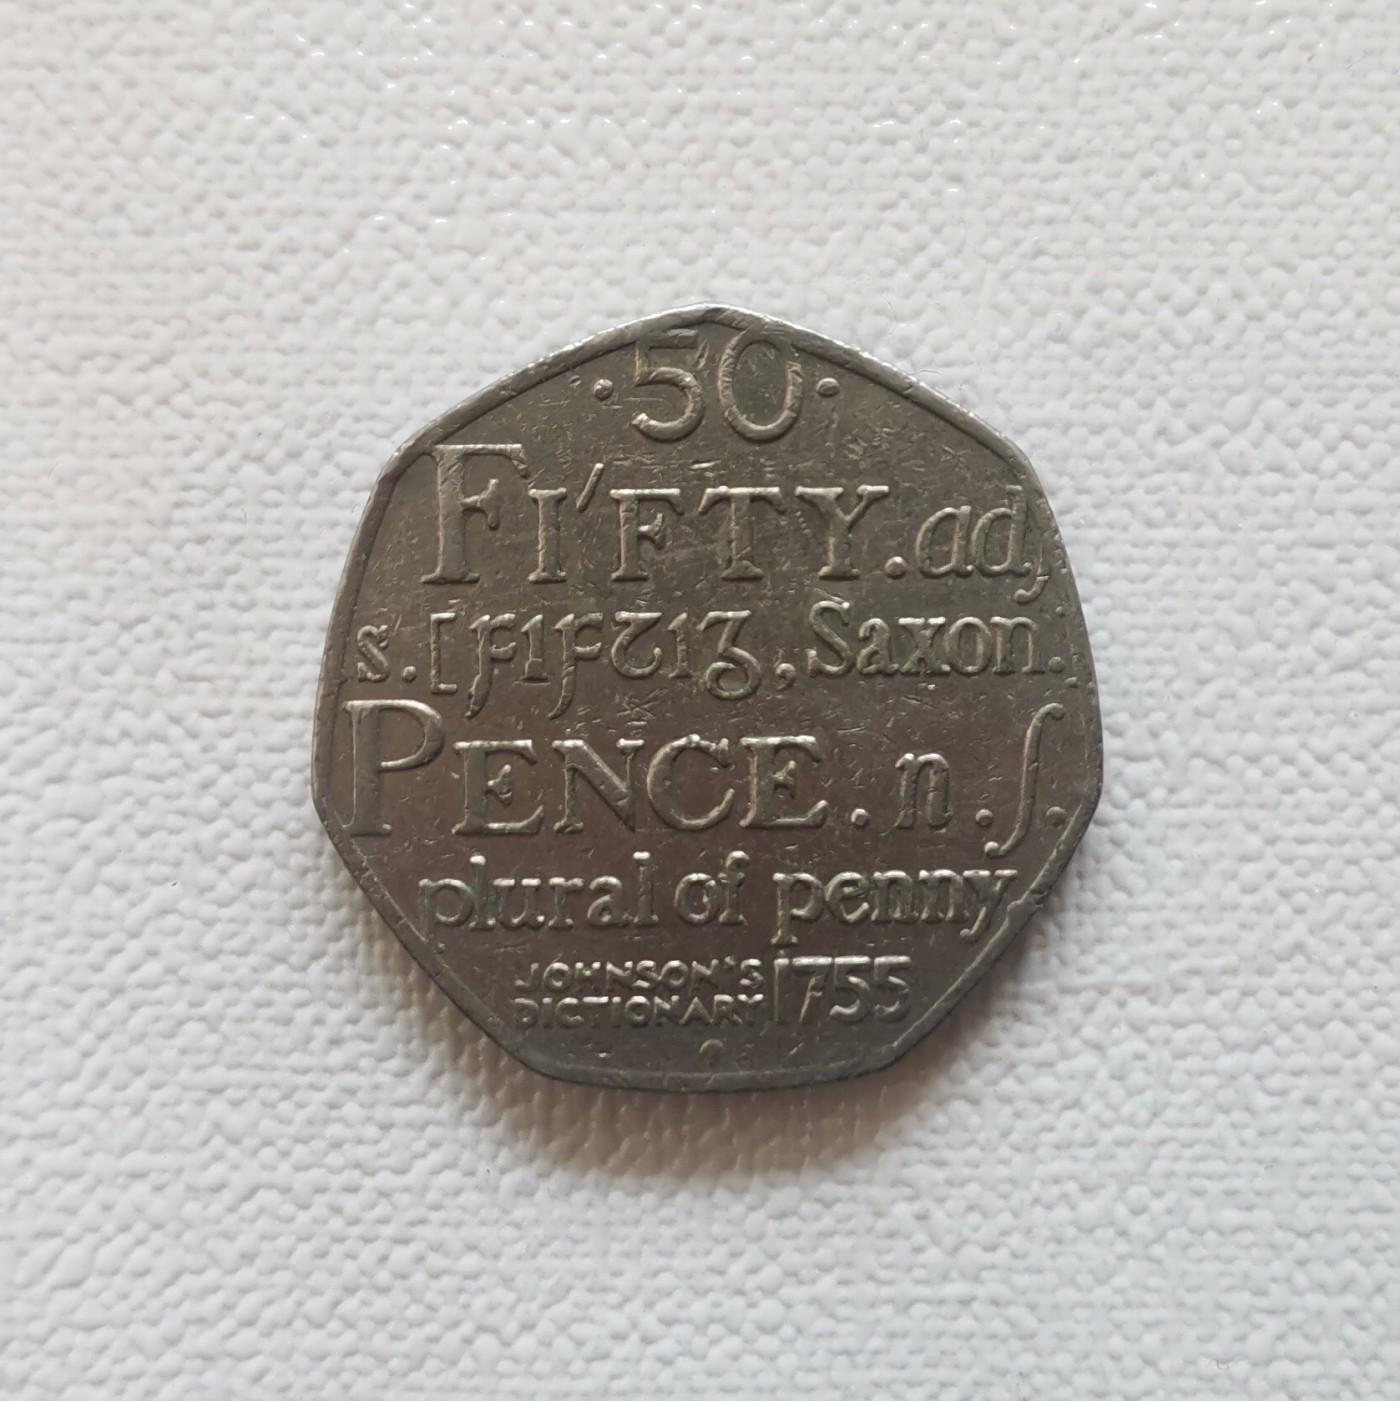 ·50·
FI'FTY.adj
s.[ꝼıꝼꞇıᵹ, Saxon.]
PENCE.n.ſ.
plural of penny
JOHNSON'S
DICTIONARY 1755